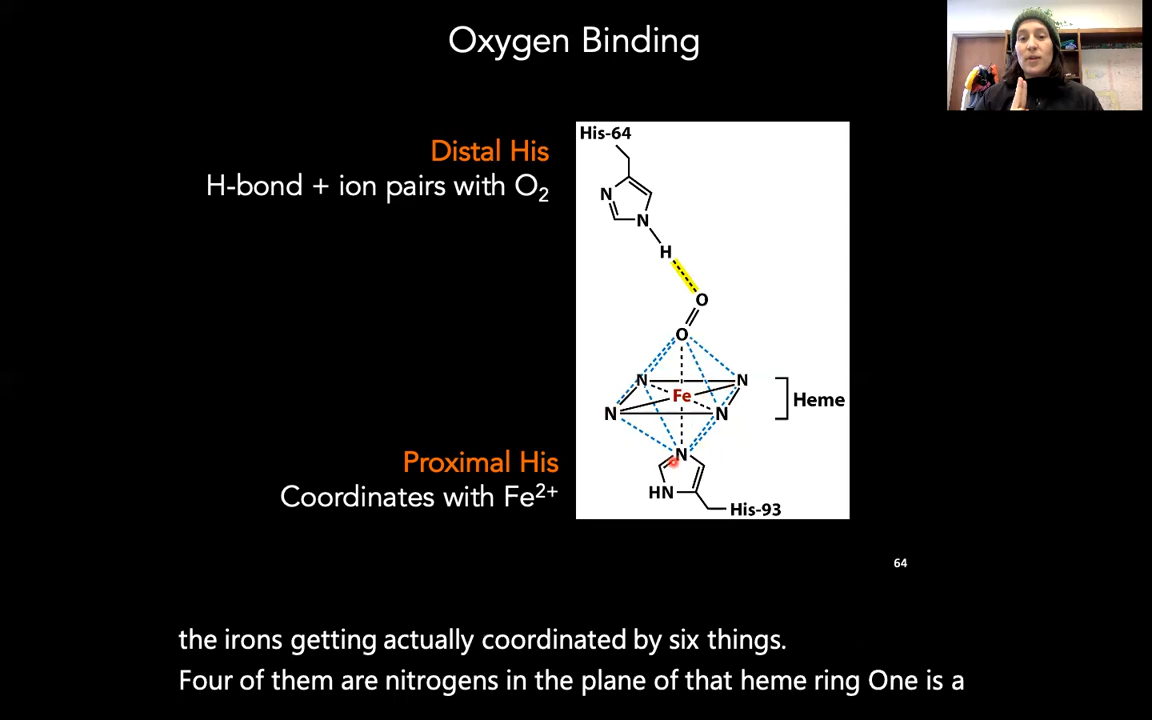 Oxygen Binding
His-64
Distal His
H-bond + ion pairs with O₂
N
N
H
O
O
N
N
Fe
N
N
Heme
Proximal His
Coordinates with Fe²⁺
N
HN
His-93
64
the irons getting actually coordinated by six things.
Four of them are nitrogens in the plane of that heme ring One is a